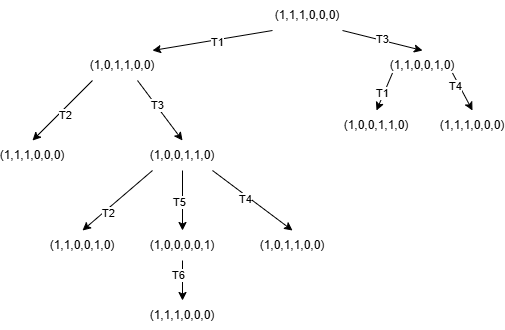 (1,1,1,0,0,0)
T1
T3
(1,0,1,1,0,0)
(1,1,0,0,1,0)
T2
T3
T1
T4
(1,0,0,1,1,0)
(1,1,1,0,0,0)
(1,1,1,0,0,0)
(1,0,0,1,1,0)
T2
T5
T4
(1,1,0,0,1,0)
(1,0,0,0,0,1)
(1,0,1,1,0,0)
T6
(1,1,1,0,0,0)